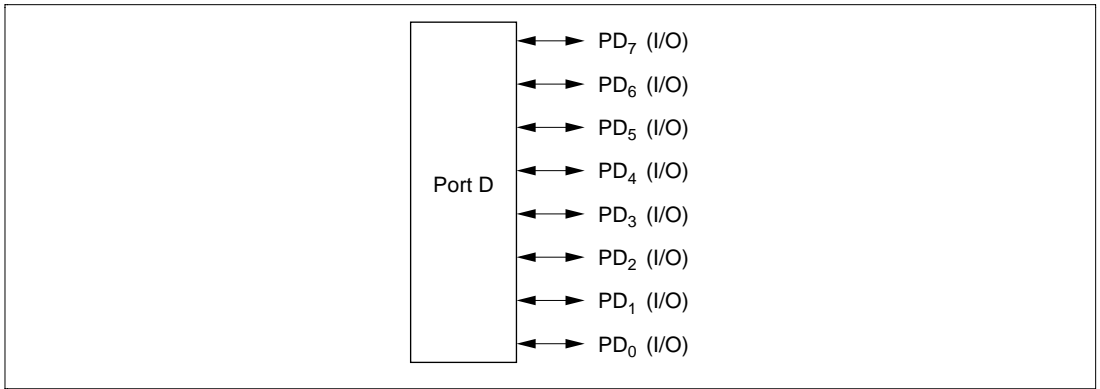 PD₇ (I/O)
PD₆ (I/O)
PD₅ (I/O)
PD₄ (I/O)
Port D
PD₃ (I/O)
PD₂ (I/O)
PD₁ (I/O)
PD₀ (I/O)